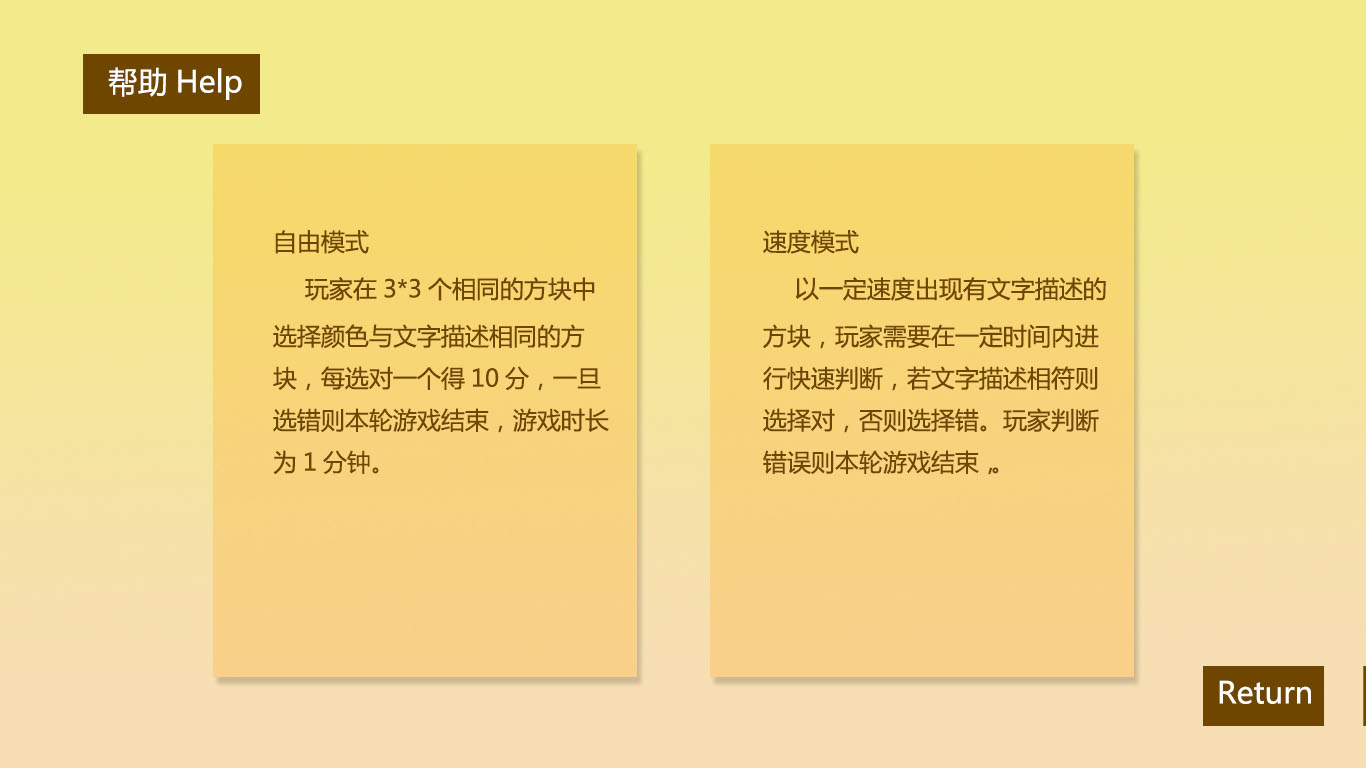 帮助 Help
自由模式
玩家在 3*3 个相同的方块中
选择颜色与文字描述相同的方
块，每选对一个得 10 分，一旦
选错则本轮游戏结束，游戏时长
为 1 分钟。
速度模式
以一定速度出现有文字描述的
方块，玩家需要在一定时间内进
行快速判断，若文字描述相符则
选择对，否则选择错。玩家判断
错误则本轮游戏结束，。
Return